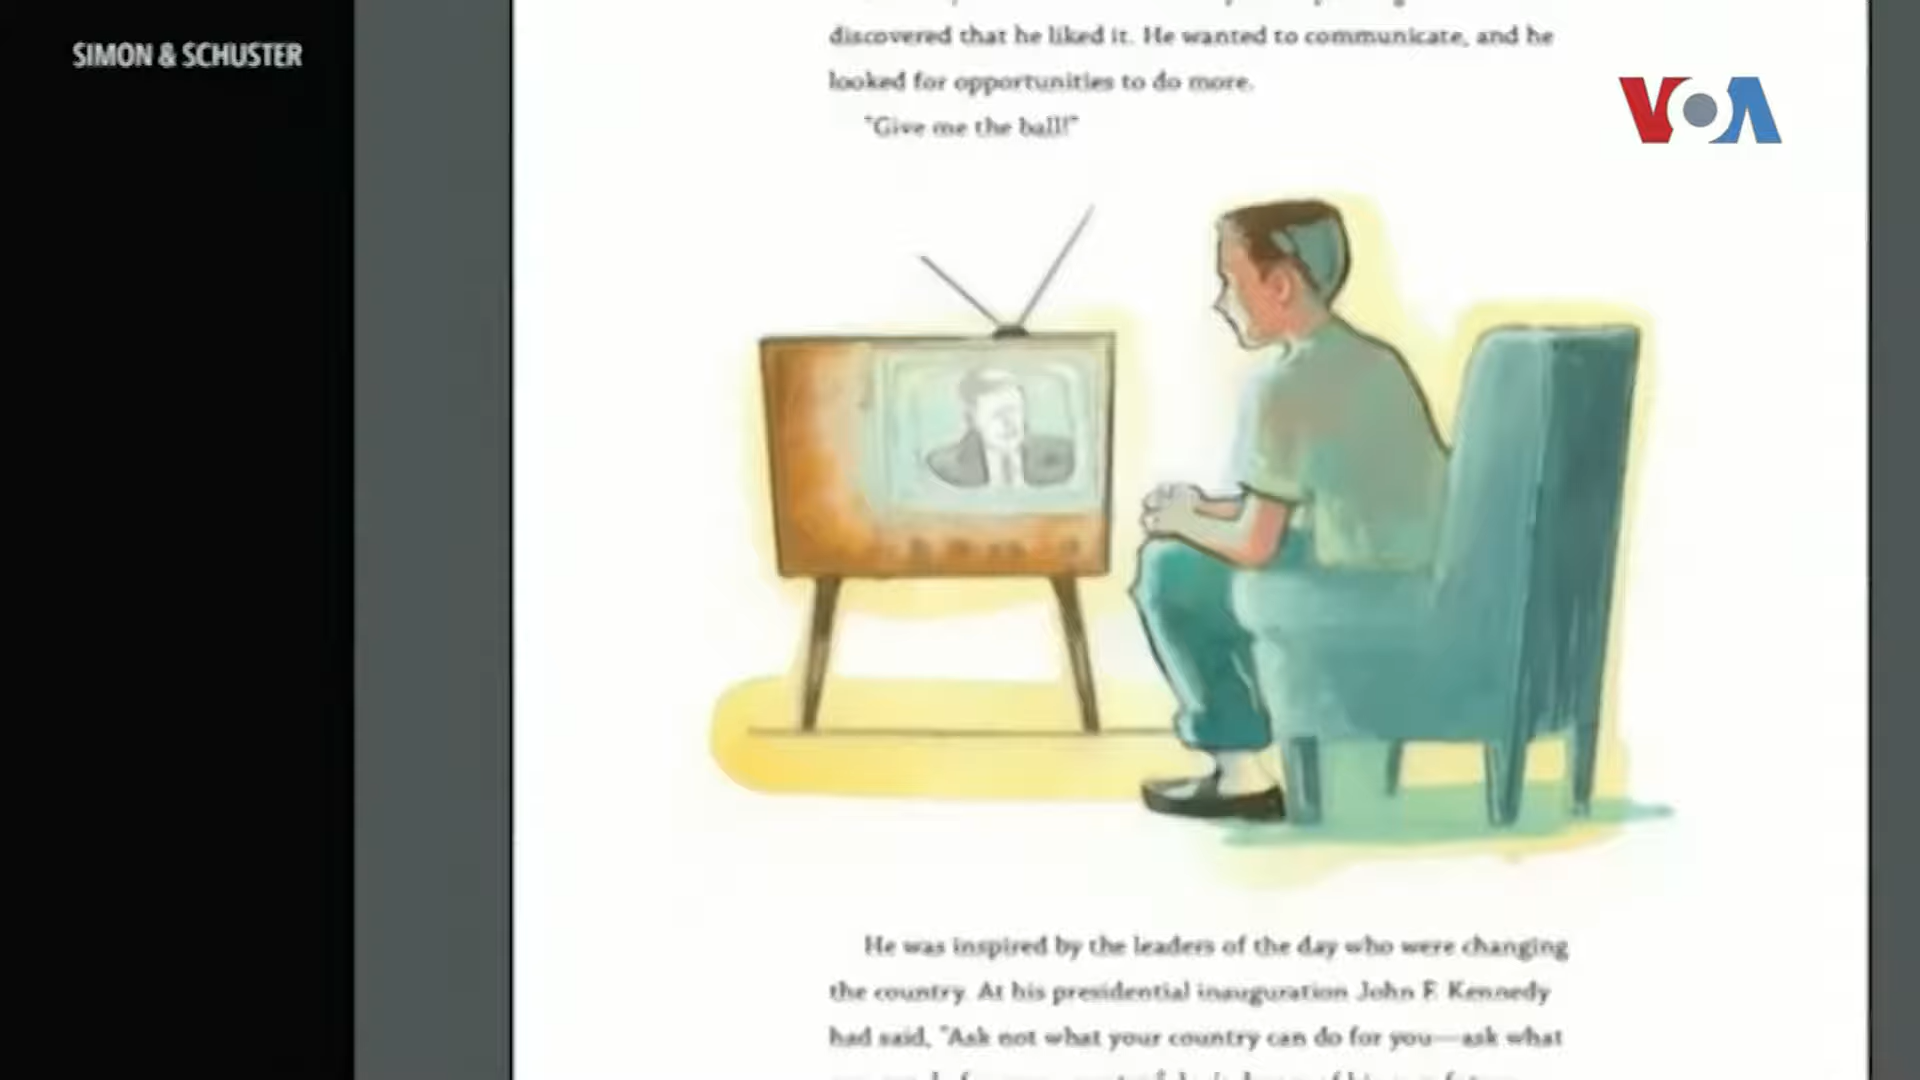 SIMON & SCHUSTER
VOA
discovered that he liked it. He wanted to communicate, and he
looked for opportunities to do more.
"Give me the ball!"
He was inspired by the leaders of the day who were changing
the country. At his presidential inauguration John F. Kennedy
had said, "Ask not what your country can do for you—ask what